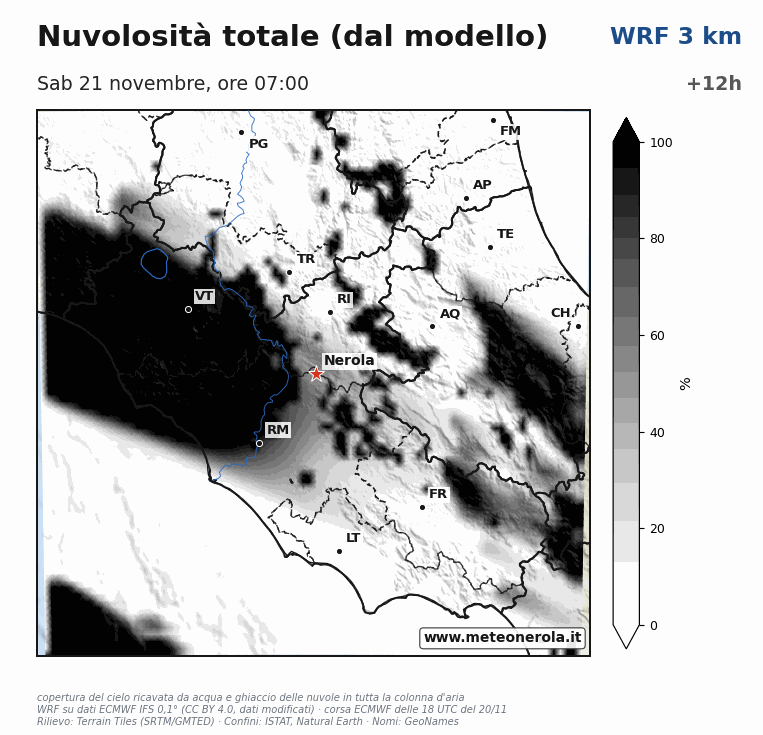 Nuvolosità totale (dal modello)
WRF 3 km
Sab 21 novembre, ore 07:00
+12h
FM
PG
AP
TE
TR
VT
RI
AQ
CH
Nerola
RM
FR
LT
100
80
60
40
20
0
%
www.meteonerola.it
copertura del cielo ricavata da acqua e ghiaccio delle nuvole in tutta la colonna d'aria
WRF su dati ECMWF IFS 0,1° (CC BY 4.0, dati modificati) · corsa ECMWF delle 18 UTC del 20/11
Rilievo: Terrain Tiles (SRTM/GMTED) · Confini: ISTAT, Natural Earth · Nomi: GeoNames